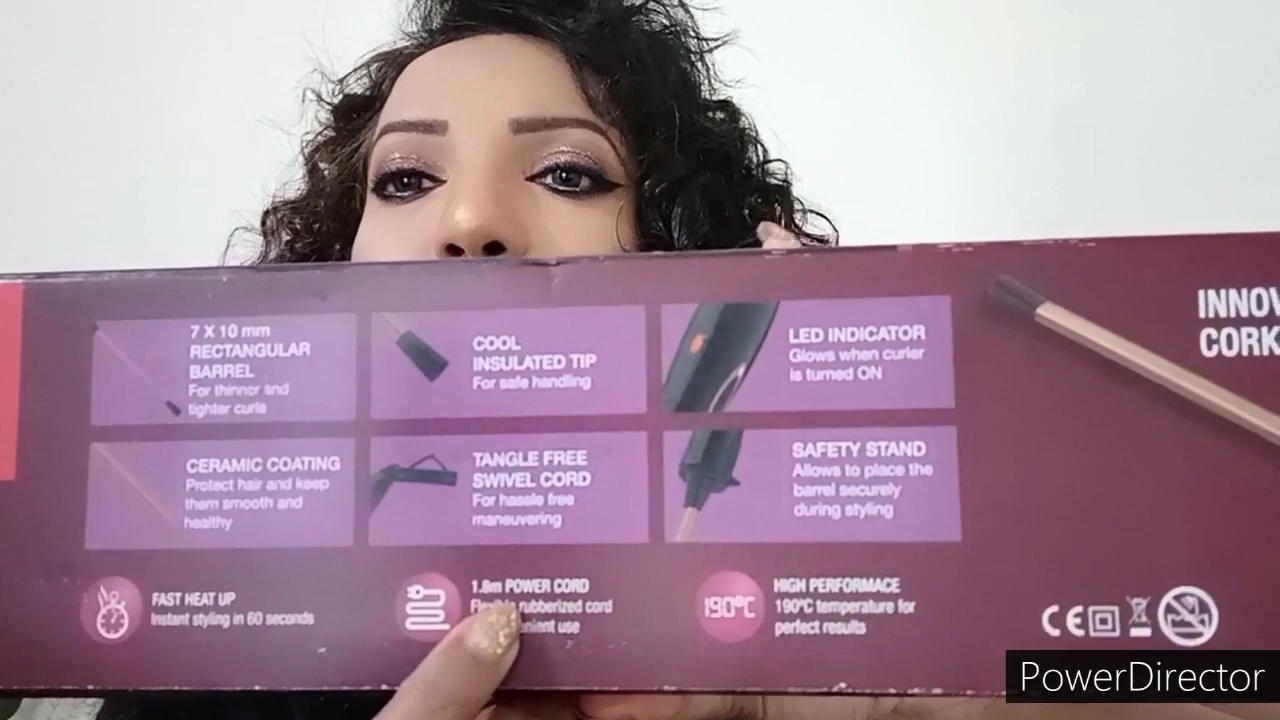 7 X 10 mm
RECTANGULAR
BARREL
For thinner and
tighter curls
COOL
INSULATED TIP
For safe handling
LED INDICATOR
Glows when curler
is turned ON
INNOV
CORK
CERAMIC COATING
Protect hair and keep
them smooth and
healthy
TANGLE FREE
SWIVEL CORD
For hassle free
maneuvering
SAFETY STAND
Allows to place the
barrel securely
during styling
FAST HEAT UP
Instant styling in 60 seconds
1.8m POWER CORD
rubberized cord
use
190°C
HIGH PERFORMACE
190°C temperature for
perfect results
CE
PowerDirector